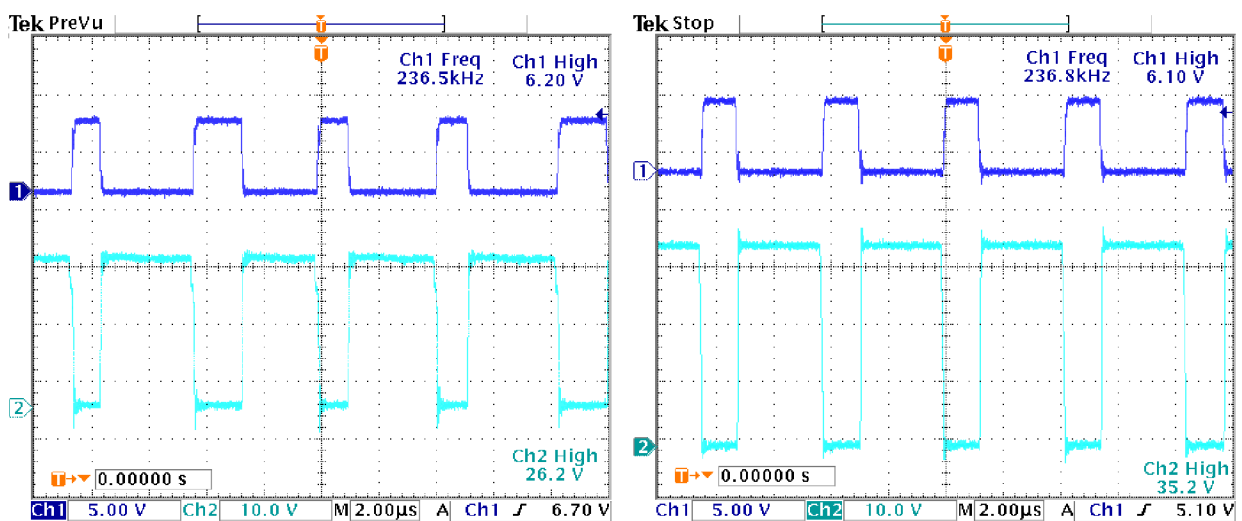 Tek PreVu
T
T
Ch1 Freq
236.5kHz
Ch1 High
6.20 V
1
2
Ch2 High
26.2 V
T 0.00000 s
Ch1 5.00 V Ch2 10.0 V M 2.00µs A Ch1 6.70 V
Tek Stop
T
T
Ch1 Freq
236.8kHz
Ch1 High
6.10 V
1
2
Ch2 High
35.2 V
T 0.00000 s
Ch1 5.00 V Ch2 10.0 V M 2.00µs A Ch1 5.10 V